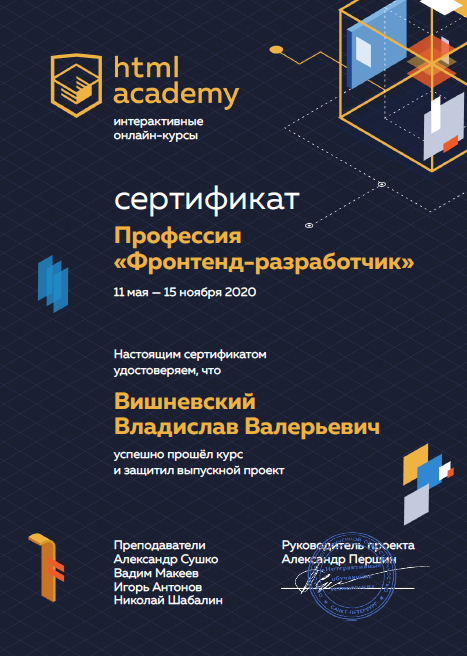 html
academy
интерактивные
онлайн-курсы
сертификат
Профессия
«Фронтенд-разработчик»
11 мая — 15 ноября 2020
Настоящим сертификатом
удостоверяем, что
Вишневский
Владислав Валерьевич
успешно прошёл курс
и защитил выпускной проект
Преподаватели
Александр Сушко
Вадим Макеев
Игорь Антонов
Николай Шабалин
Руководитель проекта
Александр Першин
САНКТ-ПЕТЕРБУРГ